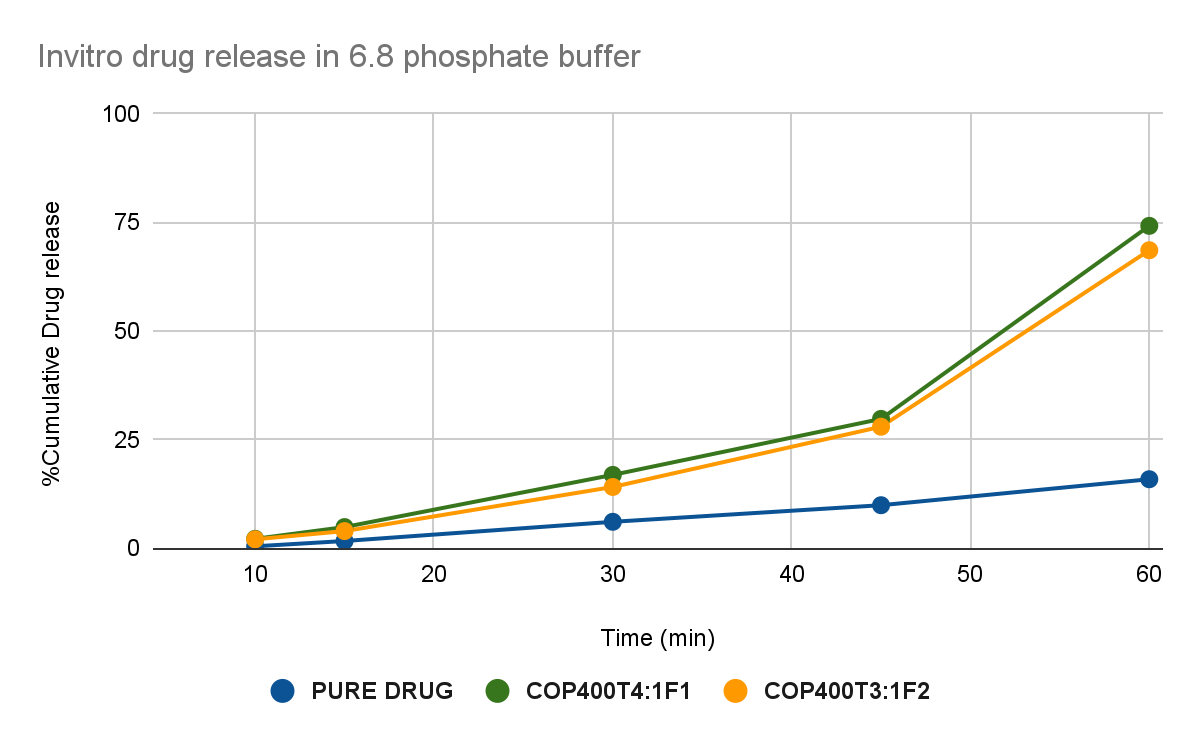 Invitro drug release in 6.8 phosphate buffer
%Cumulative Drug release
100
75
50
25
0
10 20 30 40 50 60
Time (min)
PURE DRUG COP400T4:1F1 COP400T3:1F2